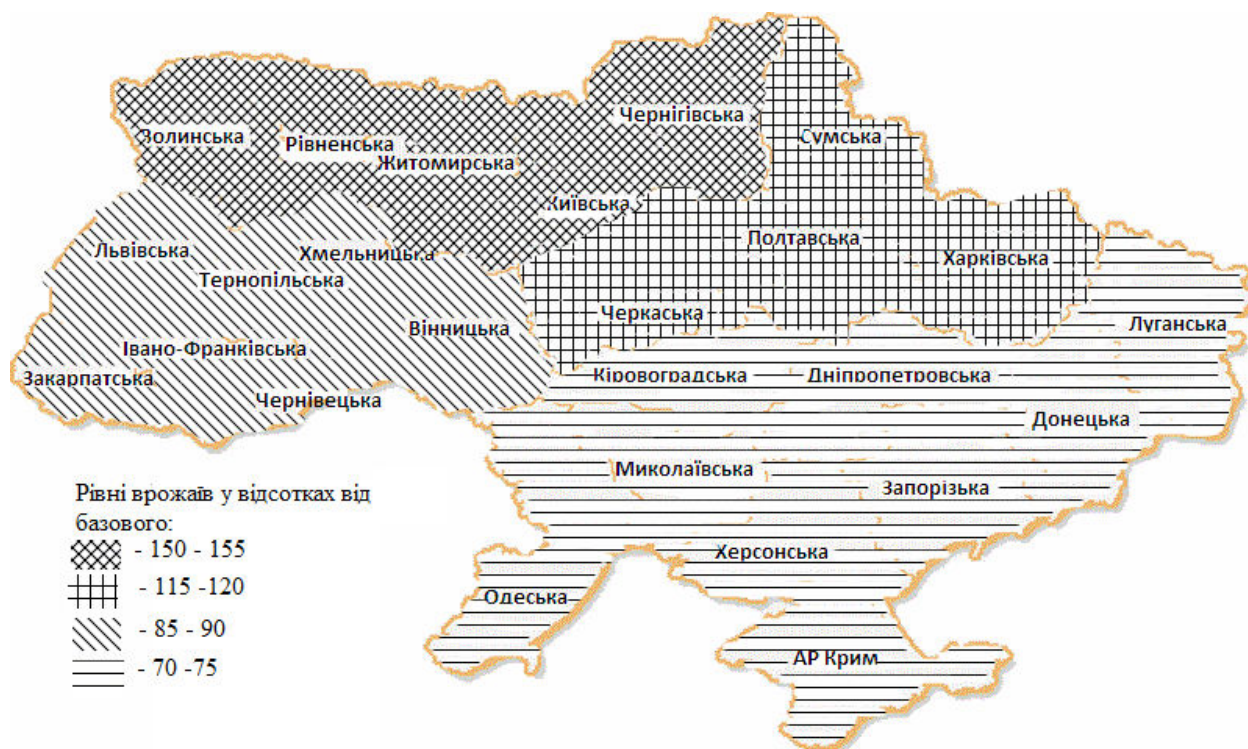 Чернігівська
Сумська
Золинська
Рівненська
Житомирська
Київська
Полтавська
Львівська
Хмельницька
Харківська
Тернопільська
Черкаська
Вінницька
Луганська
Івано-Франківська
Закарпатська
Кіровоградська
Дніпропетровська
Чернівецька
Донецька
Миколаївська
Запорізька
Рівні врожаїв у відсотках від
базового:
- 150 - 155
- 115 -120
- 85 - 90
- 70 -75
Херсонська
Одеська
АР Крим